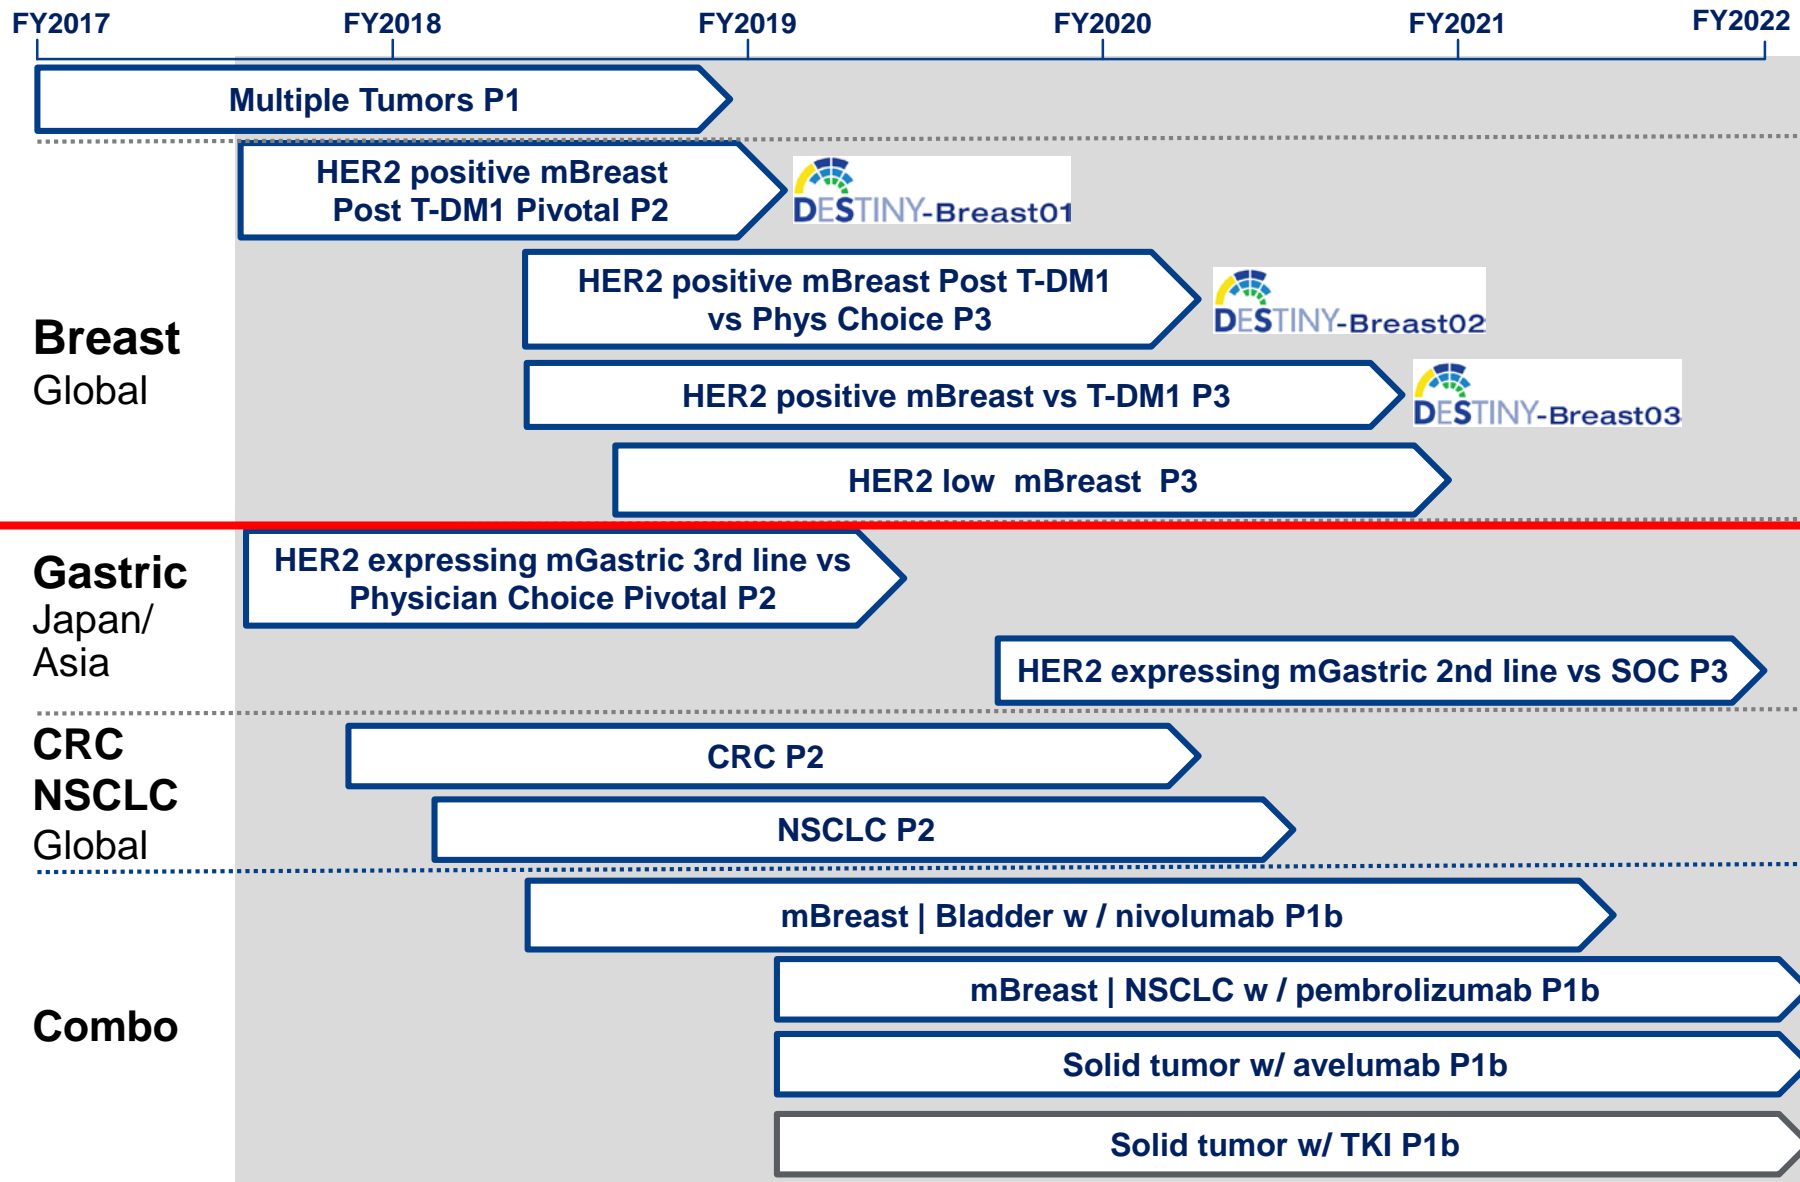 FY2017 FY2018 FY2019 FY2020 FY2021 FY2022
Multiple Tumors P1
HER2 positive mBreast
Post T-DM1 Pivotal P2
DESTINY-Breast01
HER2 positive mBreast Post T-DM1
vs Phys Choice P3
DESTINY-Breast02
Breast
Global
HER2 positive mBreast vs T-DM1 P3
DESTINY-Breast03
HER2 low mBreast P3
Gastric
Japan/
Asia
HER2 expressing mGastric 3rd line vs
Physician Choice Pivotal P2
HER2 expressing mGastric 2nd line vs SOC P3
CRC
NSCLC
Global
CRC P2
NSCLC P2
Combo
mBreast | Bladder w / nivolumab P1b
mBreast | NSCLC w / pembrolizumab P1b
Solid tumor w/ avelumab P1b
Solid tumor w/ TKI P1b